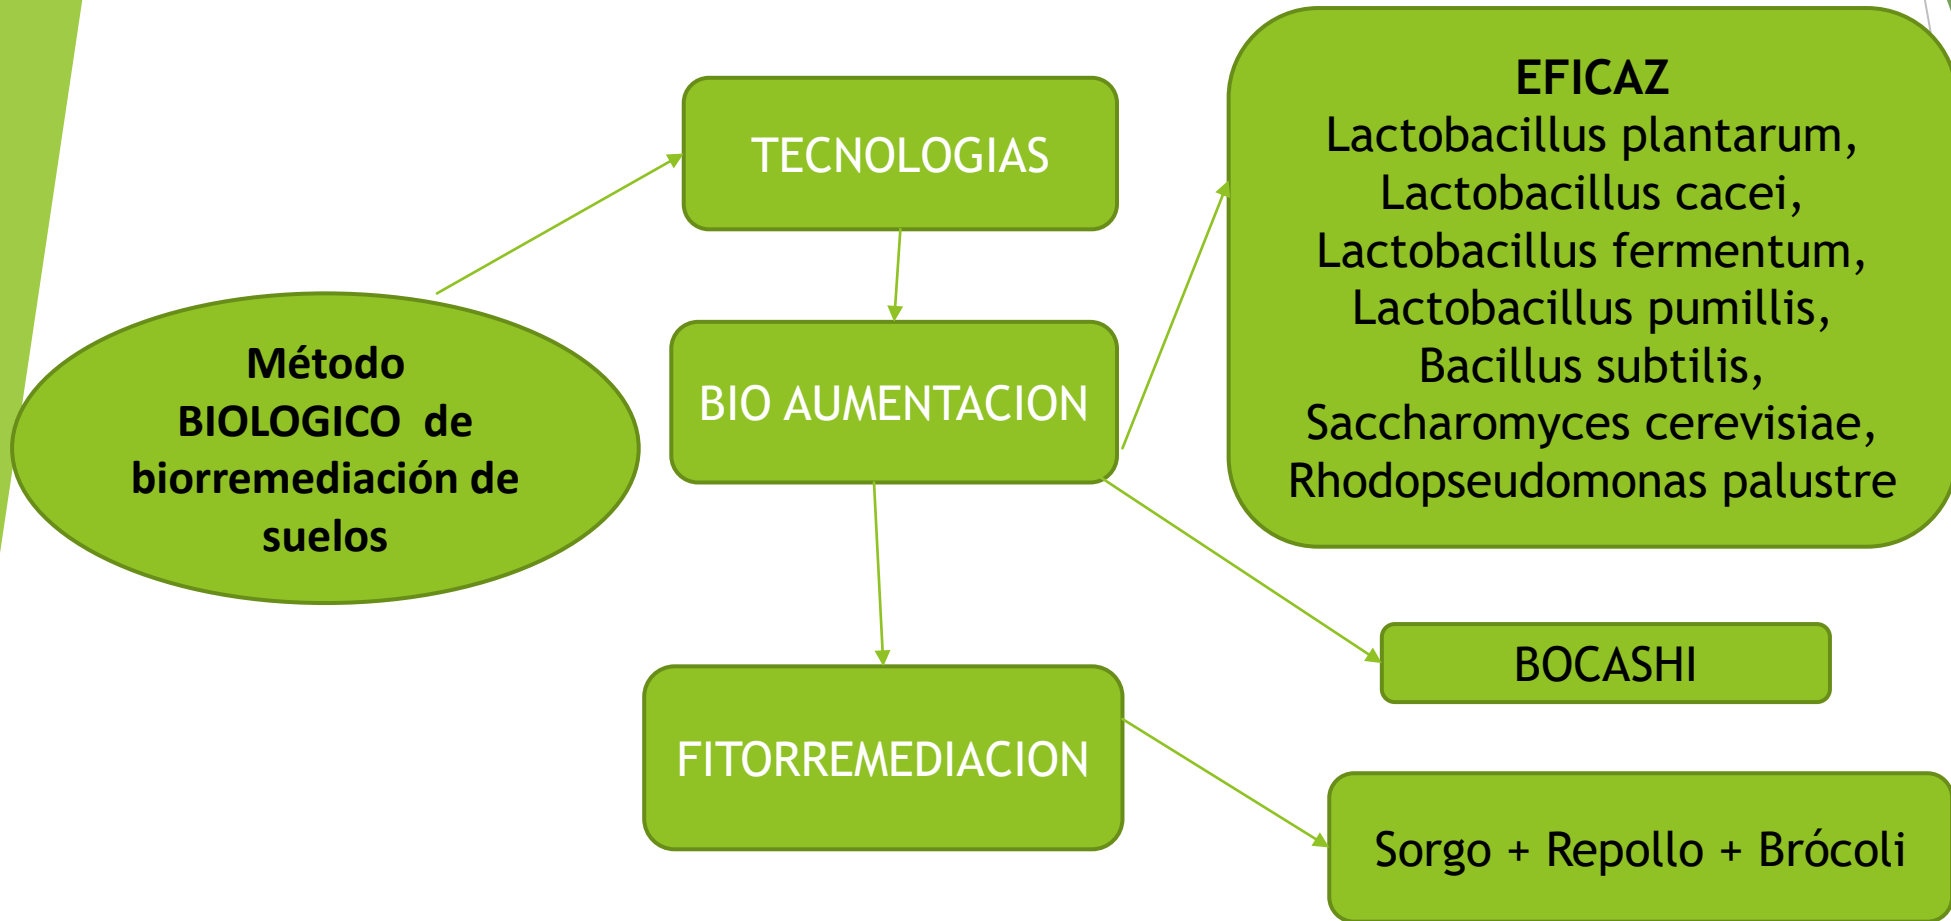 Método
BIOLOGICO de
biorremediación de
suelos
TECNOLOGIAS
BIO AUMENTACION
FITORREMEDIACION
EFICAZ
Lactobacillus plantarum,
Lactobacillus cacei,
Lactobacillus fermentum,
Lactobacillus pumillis,
Bacillus subtilis,
Saccharomyces cerevisiae,
Rhodopseudomonas palustre
BOCASHI
Sorgo + Repollo + Brócoli